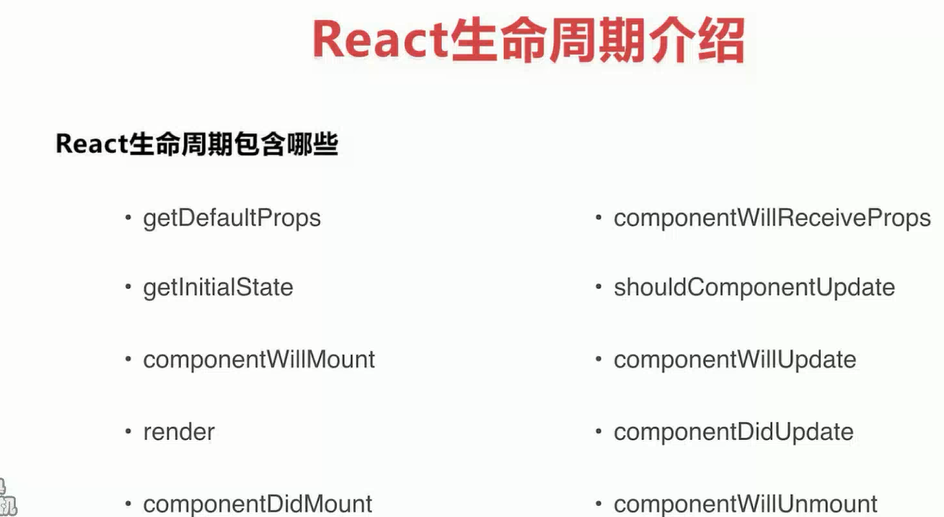 React生命周期介绍
React生命周期包含哪些
• getDefaultProps
• getInitialState
• componentWillMount
• render
• componentDidMount
• componentWillReceiveProps
• shouldComponentUpdate
• componentWillUpdate
• componentDidUpdate
• componentWillUnmount